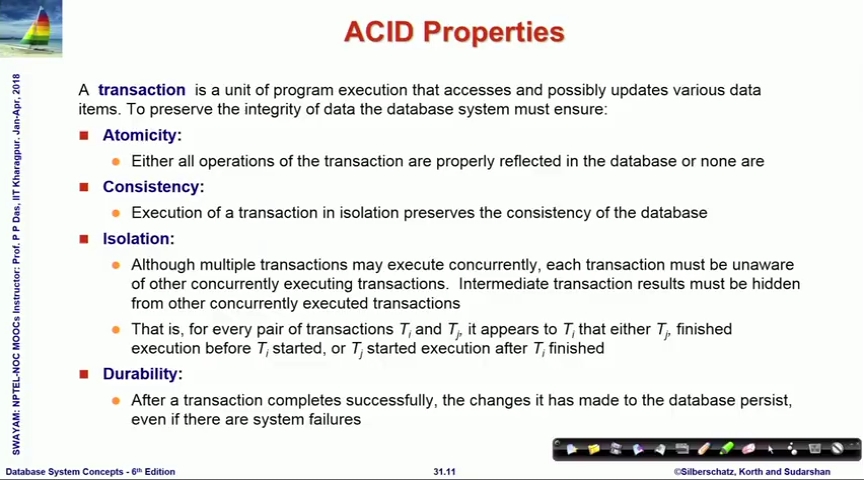 ACID Properties
A transaction is a unit of program execution that accesses and possibly updates various data
items. To preserve the integrity of data the database system must ensure:
Atomicity:
Either all operations of the transaction are properly reflected in the database or none are
Consistency:
Execution of a transaction in isolation preserves the consistency of the database
Isolation:
Although multiple transactions may execute concurrently, each transaction must be unaware
of other concurrently executing transactions. Intermediate transaction results must be hidden
from other concurrently executed transactions
That is, for every pair of transactions Ti and Tj, it appears to Ti that either Tj, finished
execution before Ti started, or Tj started execution after Ti finished
Durability:
After a transaction completes successfully, the changes it has made to the database persist,
even if there are system failures
SWAYAM: NPTEL-NOC MOOCs Instructor: Prof. P P Das, IIT Kharagpur. Jan-Apr, 2018
Database System Concepts - 6th Edition
31.11
©Silberschatz, Korth and Sudarshan